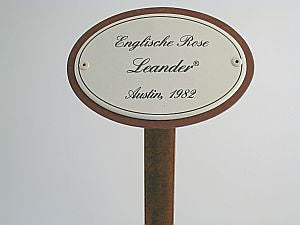 Englische Rose
Leander®
Austin, 1982